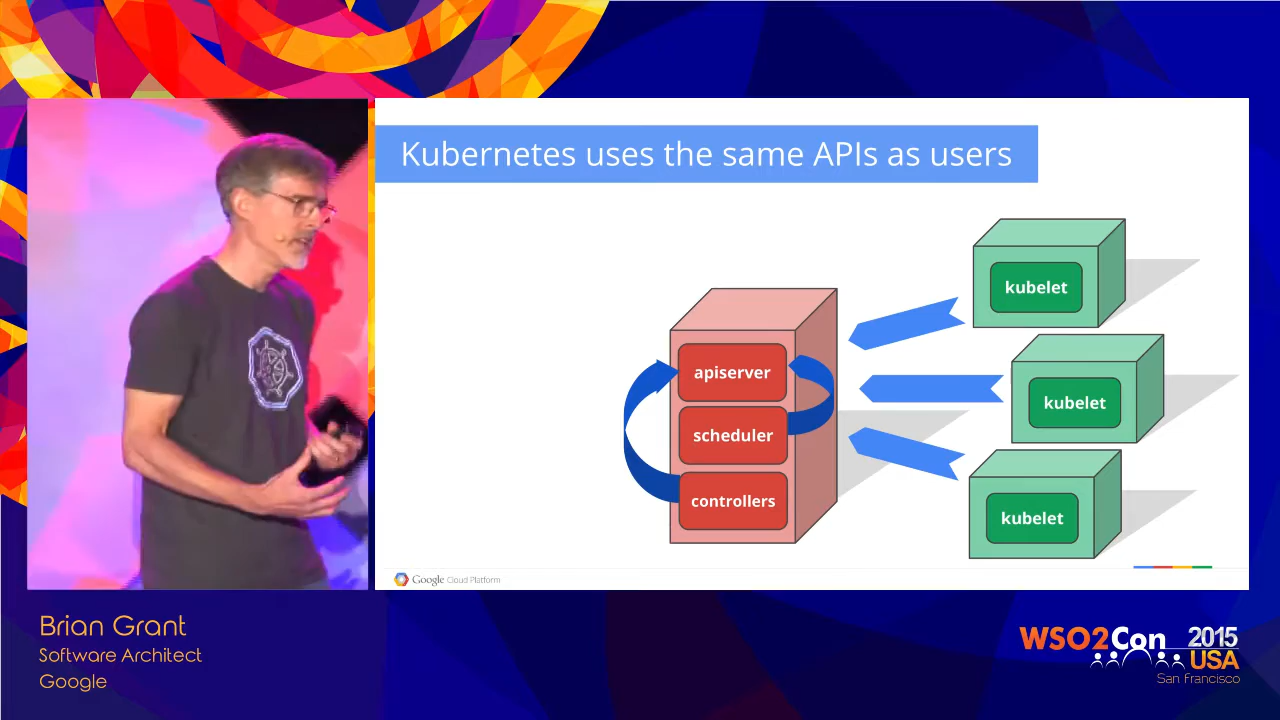 Kubernetes uses the same APIs as users
kubelet
apiserver
kubelet
scheduler
controllers
kubelet
Google Cloud Platform
Brian Grant
Software Architect
Google
WSO2Con 2015
USA
San Francisco